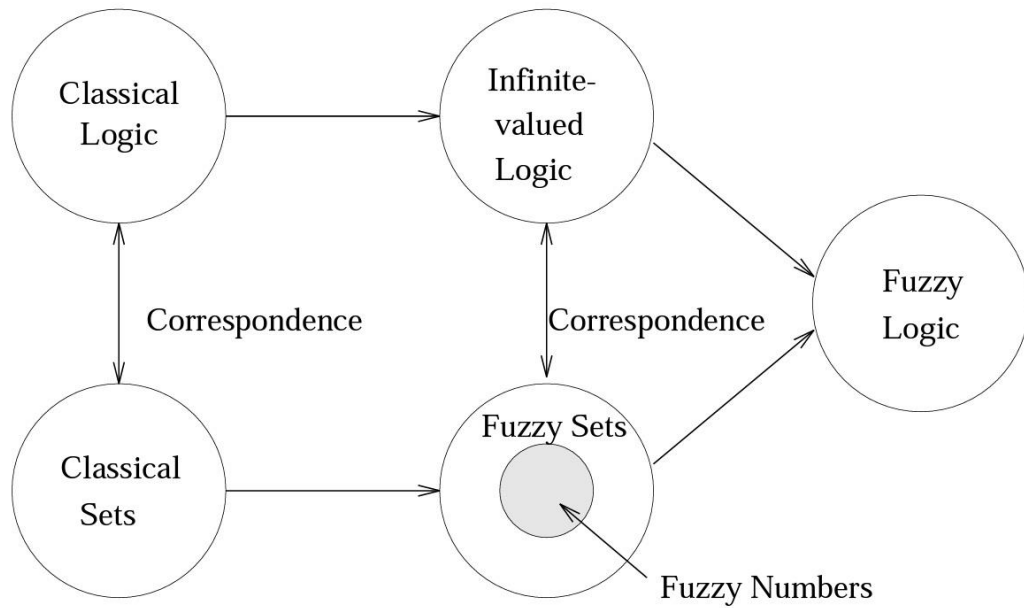 Classical
Logic
Infinite-
valued
Logic
Fuzzy
Logic
Correspondence
Correspondence
Classical
Sets
Fuzzy Sets
Fuzzy Numbers